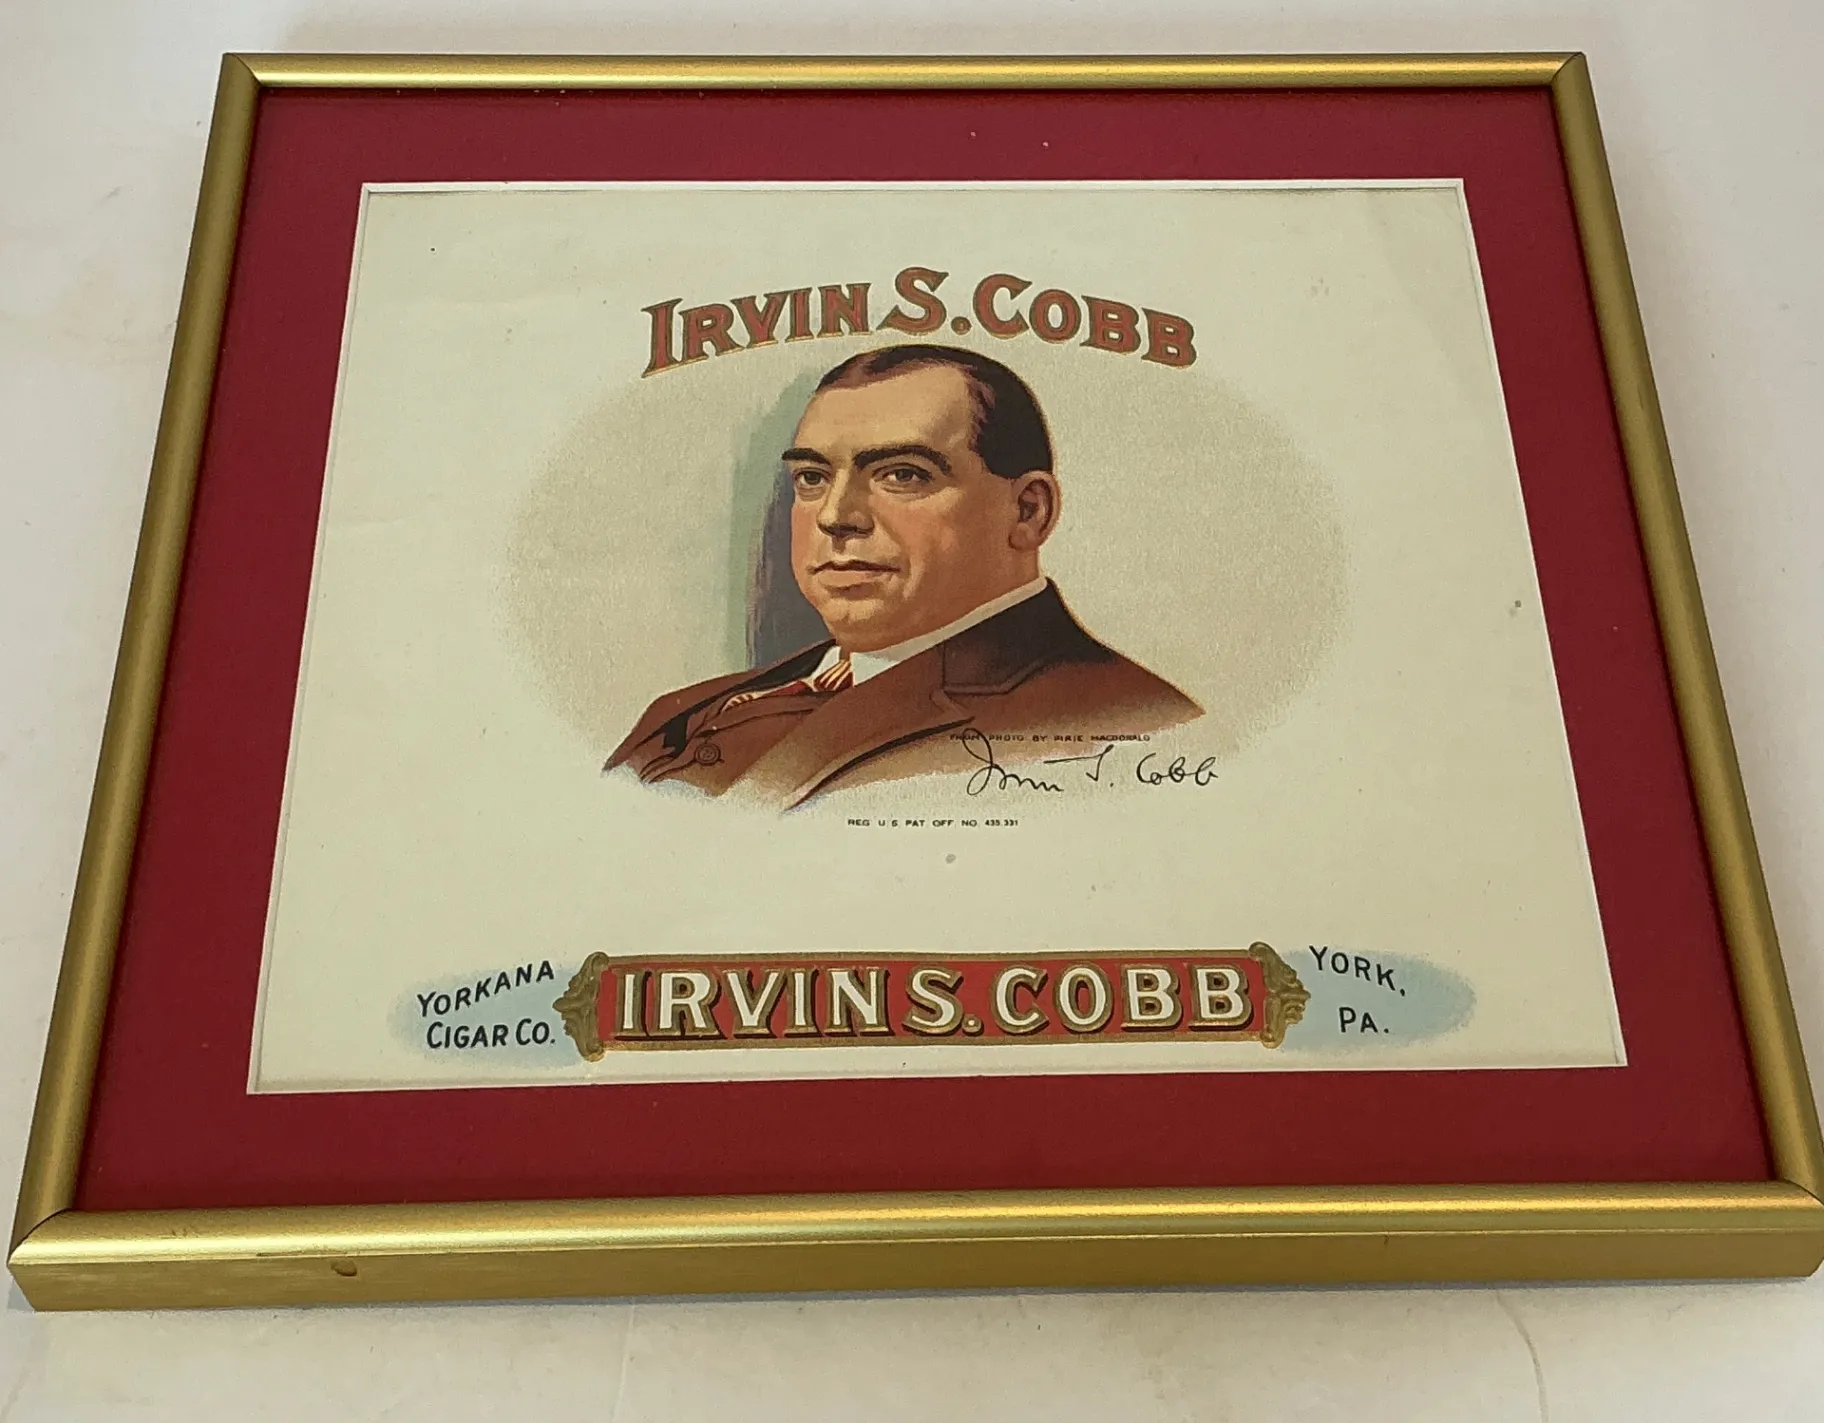 IRVIN S. COBB
FROM PHOTO BY PIRIE MACDONALD
Irvin S. Cobb
REG. U.S. PAT. OFF. NO. 435,331
YORKANA
CIGAR CO.
IRVIN S. COBB
YORK,
PA.